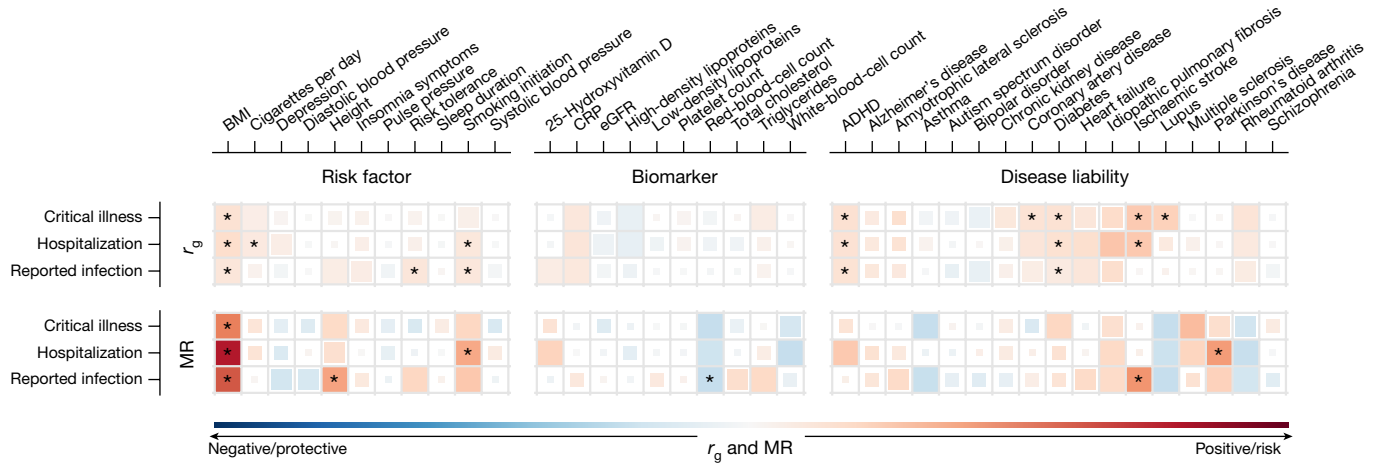 BMI
Cigarettes per day
Depression
Diastolic blood pressure
Height
Insomnia symptoms
Pulse pressure
Risk tolerance
Sleep duration
Smoking initiation
Systolic blood pressure
25-Hydroxyvitamin D
CRP
eGFR
High-density lipoproteins
Low-density lipoproteins
Platelet count
Red-blood-cell count
Total cholesterol
Triglycerides
White-blood-cell count
ADHD
Alzheimer's disease
Amyotrophic lateral sclerosis
Asthma
Autism spectrum disorder
Bipolar disorder
Chronic kidney disease
Coronary artery disease
Diabetes
Heart failure
Idiopathic pulmonary fibrosis
Ischaemic stroke
Lupus
Multiple sclerosis
Parkinson's disease
Rheumatoid arthritis
Schizophrenia
Risk factor
Biomarker
Disease liability
rg
Critical illness * * * * * *
Hospitalization * * * * * *
Reported infection * * * * *
MR
Critical illness *
Hospitalization * * *
Reported infection * * * *
Negative/protective
rg and MR
Positive/risk